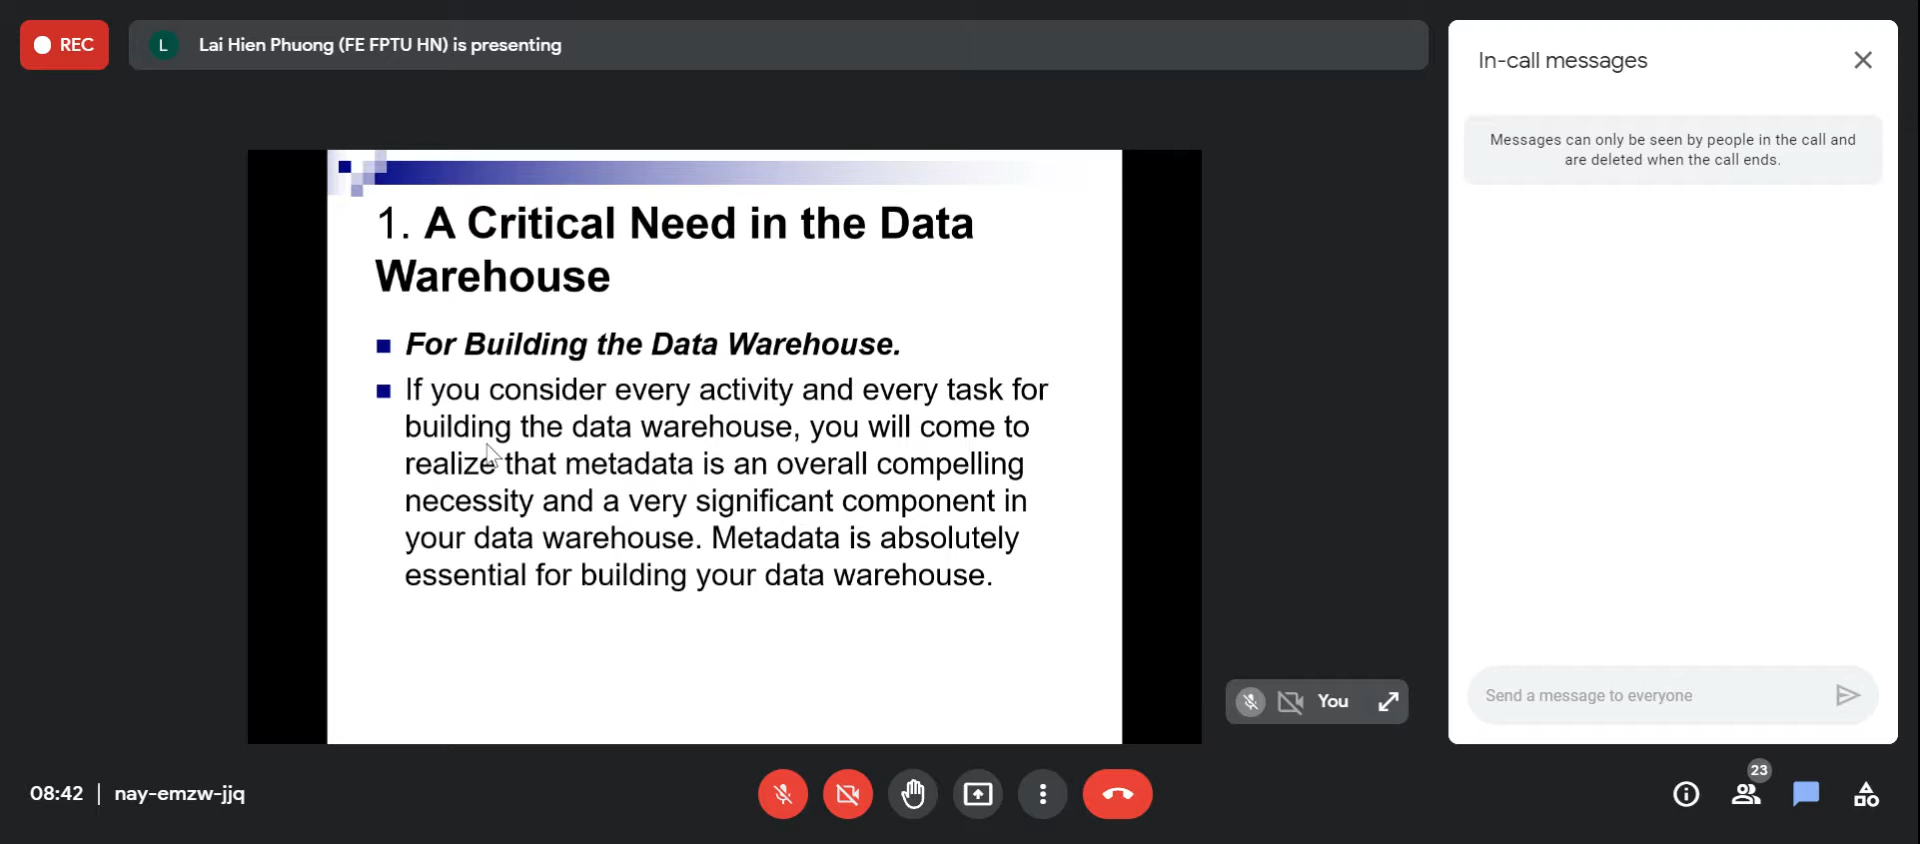 REC
L
Lai Hien Phuong (FE FPTU HN) is presenting
1. A Critical Need in the Data
Warehouse
For Building the Data Warehouse.
If you consider every activity and every task for
building the data warehouse, you will come to
realize that metadata is an overall compelling
necessity and a very significant component in
your data warehouse. Metadata is absolutely
essential for building your data warehouse.
You
In-call messages
Messages can only be seen by people in the call and
are deleted when the call ends.
Send a message to everyone
08:42 | nay-emzw-jjq
23